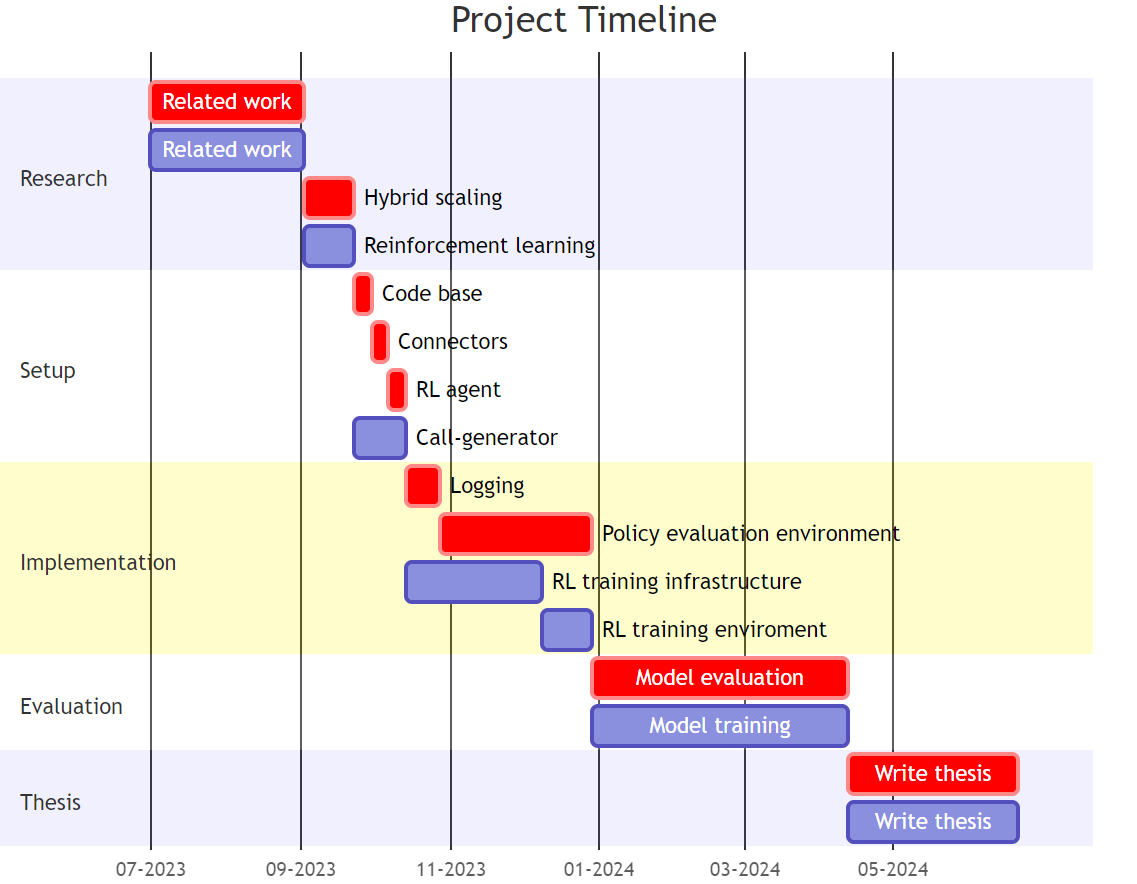 Project Timeline
Related work
Related work
Research
Hybrid scaling
Reinforcement learning
Code base
Connectors
Setup
RL agent
Call-generator
Logging
Policy evaluation environment
Implementation
RL training infrastructure
RL training enviroment
Model evaluation
Evaluation
Model training
Write thesis
Thesis
Write thesis
07-2023 09-2023 11-2023 01-2024 03-2024 05-2024